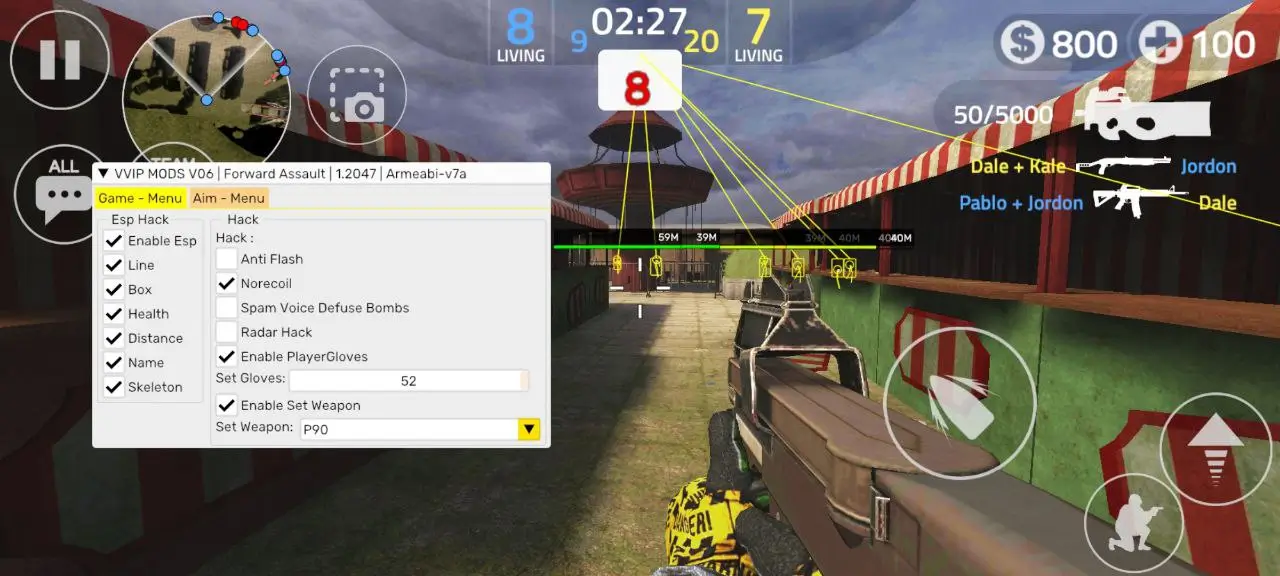 8
LIVING
9
02:27
20
7
LIVING
8
$ 800
100
50/5000
Dale + Kale
Jordon
Pablo + Jordon
Dale
ALL
TEAM
▼ VVIP MODS V06 | Forward Assault | 1.2047 | Armeabi-v7a
Game - Menu
Aim - Menu
Esp Hack
Enable Esp
Line
Box
Health
Distance
Name
Skeleton
Hack
Hack :
Anti Flash
Norecoil
Spam Voice Defuse Bombs
Radar Hack
Enable PlayerGloves
Set Gloves:
52
Enable Set Weapon
Set Weapon:
P90
59M
39M
39M
40M
40M